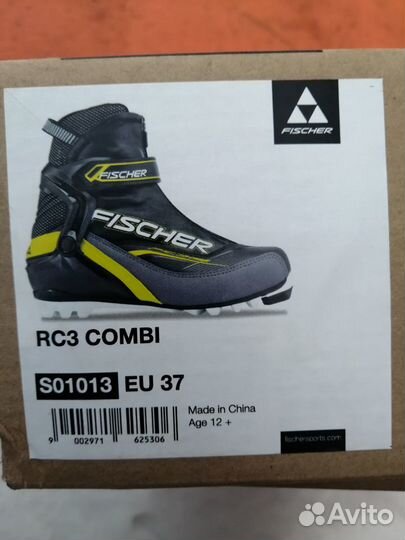 FISCHER
FISCHER
FISCHER
RC3 COMBI
S01013 EU 37
Made in China
Age 12 +
9 002971 625306
fischersports.com
Avito